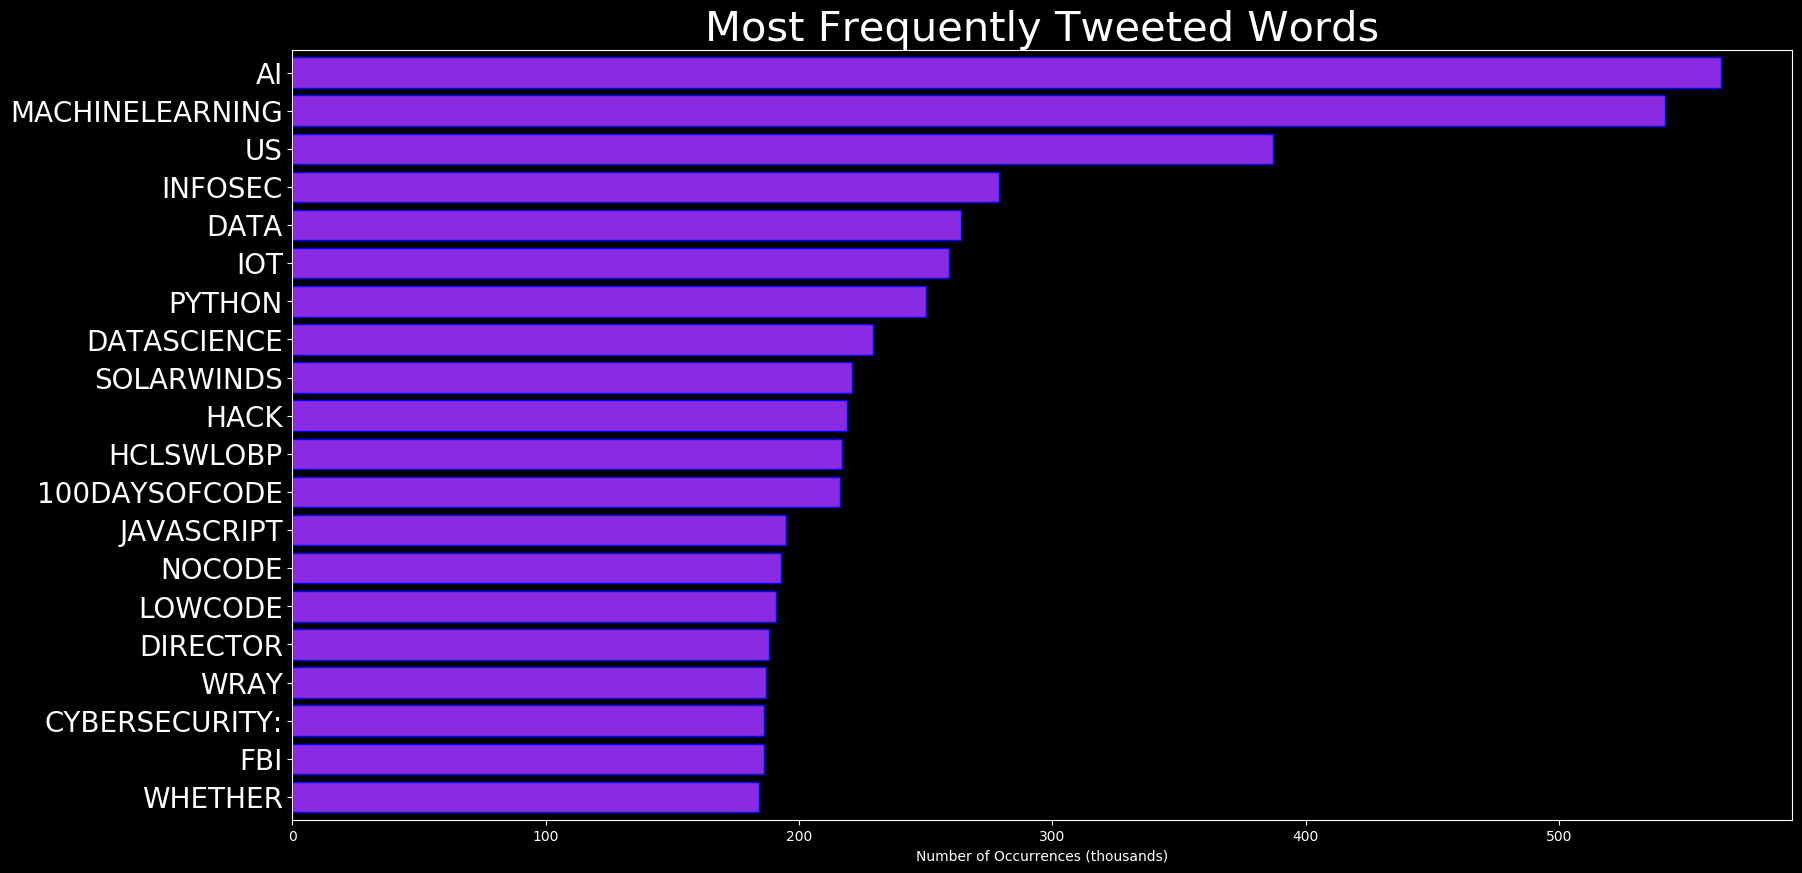 Most Frequently Tweeted Words
AI
MACHINELEARNING
US
INFOSEC
DATA
IOT
PYTHON
DATASCIENCE
SOLARWINDS
HACK
HCLSWLOBP
100DAYSOFCODE
JAVASCRIPT
NOCODE
LOWCODE
DIRECTOR
WRAY
CYBERSECURITY:
FBI
WHETHER
0 100 200 300 400 500
Number of Occurrences (thousands)